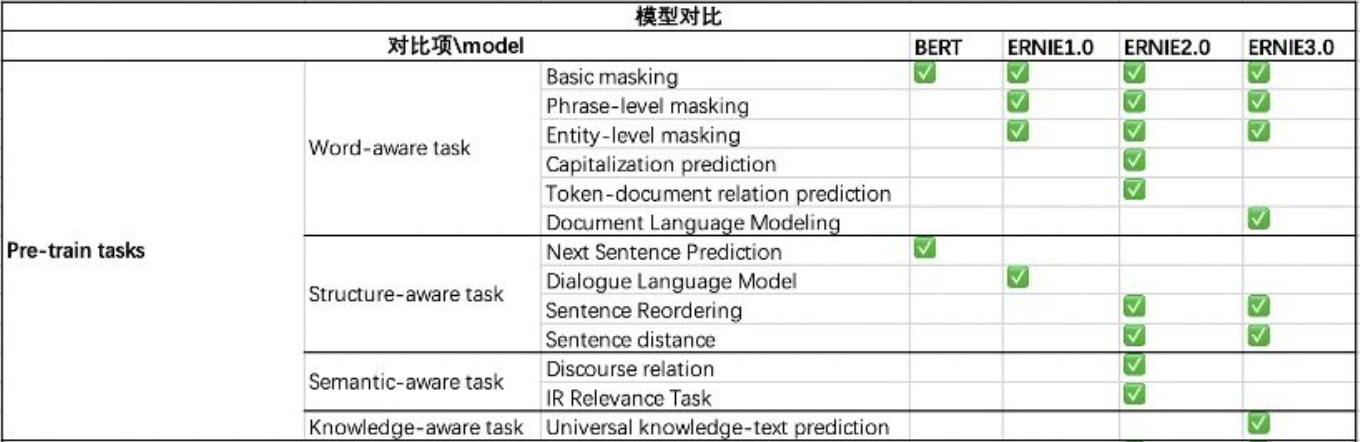 模型对比
对比项\model BERT ERNIE1.0 ERNIE2.0 ERNIE3.0
Basic masking ✅ ✅ ✅ ✅
Phrase-level masking ✅ ✅ ✅
Word-aware task Entity-level masking ✅ ✅ ✅
Capitalization prediction ✅
Token-document relation prediction ✅
Document Language Modeling ✅
Pre-train tasks Next Sentence Prediction ✅
Structure-aware task Dialogue Language Model ✅
Sentence Reordering ✅ ✅
Sentence distance ✅ ✅
Semantic-aware task Discourse relation ✅
IR Relevance Task ✅
Knowledge-aware task Universal knowledge-text prediction ✅